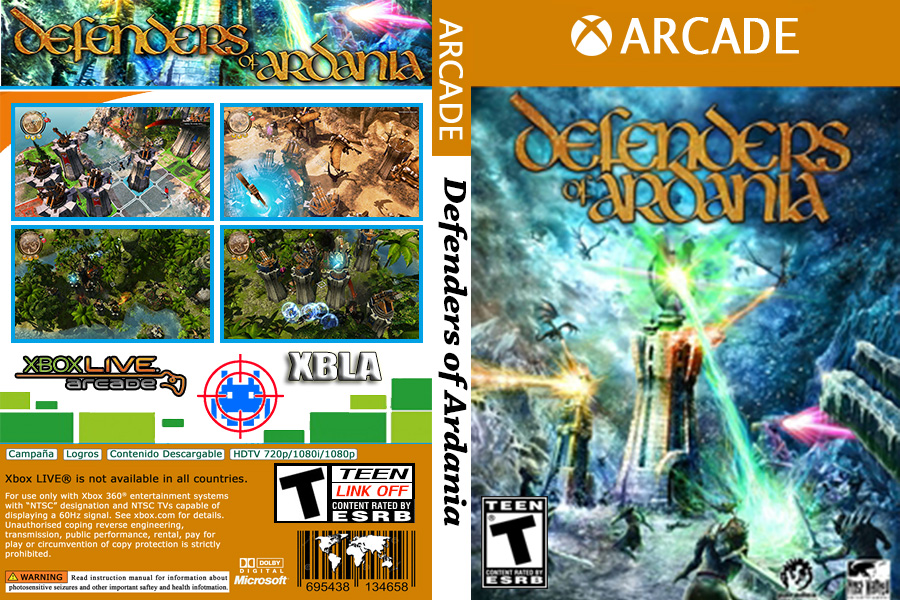 Defenders
of Ardania
XBOX LIVE
arcade
XBLA
Campaña
Logros
Contenido Descargable
HDTV 720p/1080i/1080p
Xbox LIVE® is not available in all countries.
For use only with Xbox 360® entertainment systems
with “NTSC” designation and NTSC TVs capable of
displaying a 60Hz signal. See xbox.com for details.
Unauthorised coping reverse engineering,
transmission, public performance, rental, pay for
play or circumvention of copy protection is strictly
prohibited.
WARNING Read instruction manual for information about
photosensitive seizures and other important saftey and health infotmation.
T
TEEN
LINK OFF
CONTENT RATED BY
ESRB
DOLBY
DIGITAL
Microsoft
695438 134658
ARCADE
Defenders of Ardania
ARCADE
Defenders
of Ardania
TEEN
T
CONTENT RATED BY
ESRB